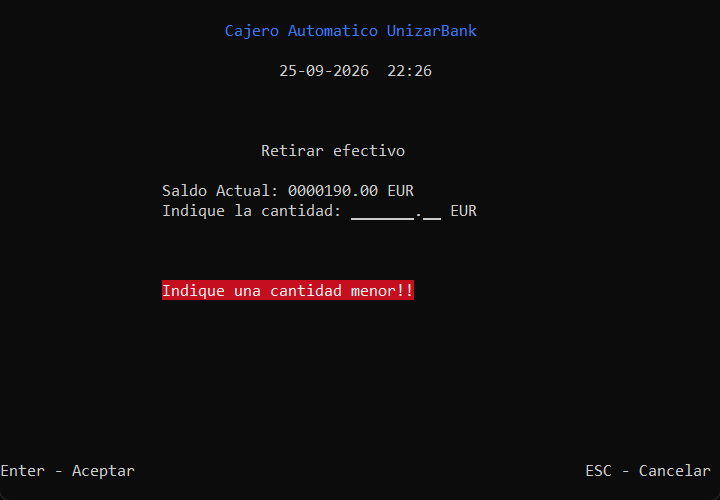 Cajero Automatico UnizarBank
25-09-2026 22:26
Retirar efectivo
Saldo Actual: 0000190.00 EUR
Indique la cantidad: _______.__ EUR
Indique una cantidad menor!!
Enter - Aceptar
ESC - Cancelar